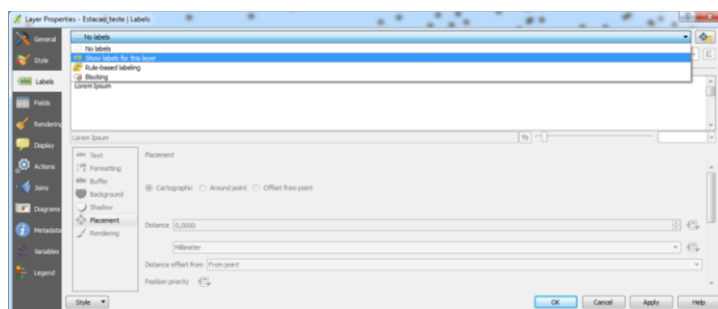 Layer Properties - Estacao_teste | Labels
General
Style
Labels
Fields
Rendering
Display
Actions
Joins
Diagrams
Metadata
Variables
Legend
No labels
No labels
Show labels for this layer
Rule-based labeling
Blocking
Lorem Ipsum
Lorem Ipsum
Text
Formatting
Buffer
Background
Shadow
Placement
Rendering
Placement
Cartographic
Around point
Offset from point
Distance 0,0000
Millimeter
Distance offset from From point
Position priority
Style
OK
Cancel
Apply
Help